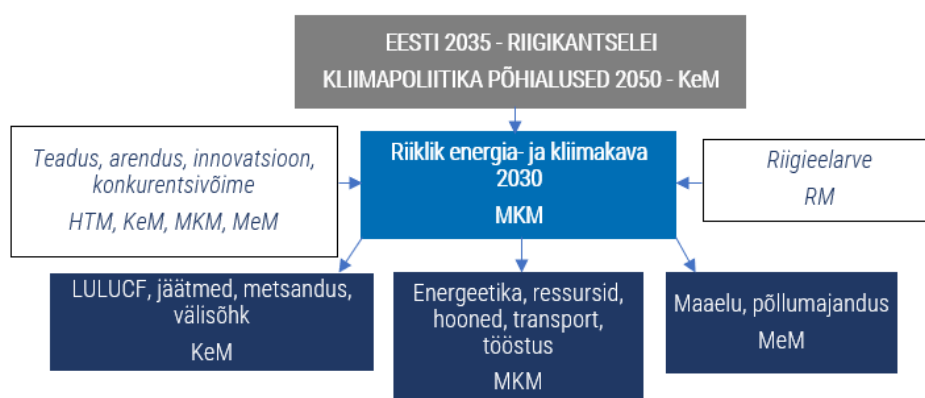 EESTI 2035 - RIIGIKANTSELEI
KLIIMAPOLIITIKA PÕHIALUSED 2050 - KeM
Teadus, arendus, innovatsioon,
konkurentsivõime
HTM, KeM, MKM, MeM
Riiklik energia- ja kliimakava
2030
MKM
Riigieelarve
RM
LULUCF, jäätmed, metsandus,
välisõhk
KeM
Energeetika, ressursid,
hooned, transport,
tööstus
MKM
Maaelu, põllumajandus
MeM